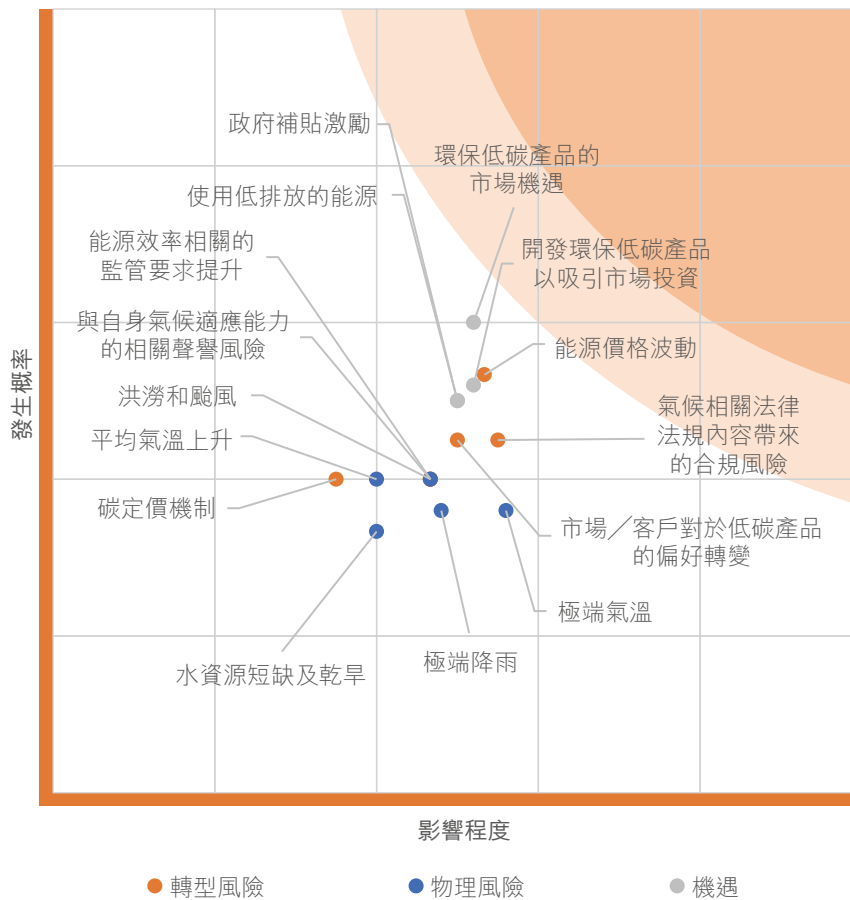 政府補貼激勵
環保低碳產品的
市場機遇
使用低排放的能源
能源效率相關的
監管要求提升
開發環保低碳產品
以吸引市場投資
與自身氣候適應能力
的相關聲譽風險
能源價格波動
洪澇和颱風
氣候相關法律
法規內容帶來
的合規風險
平均氣溫上升
碳定價機制
市場／客戶對於低碳產品
的偏好轉變
極端氣溫
極端降雨
水資源短缺及乾旱
發生概率
影響程度
轉型風險
物理風險
機遇